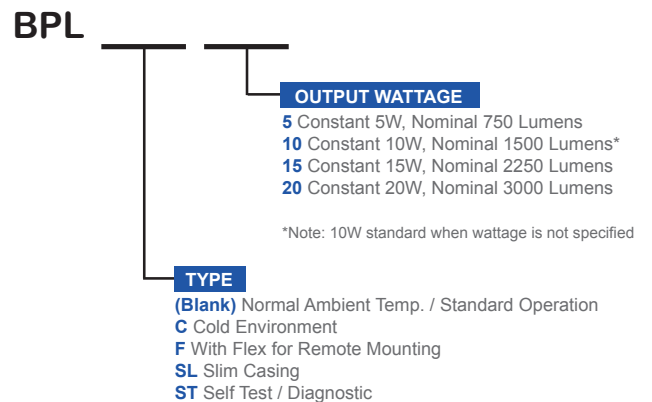 BPL
OUTPUT WATTAGE
5 Constant 5W, Nominal 750 Lumens
10 Constant 10W, Nominal 1500 Lumens*
15 Constant 15W, Nominal 2250 Lumens
20 Constant 20W, Nominal 3000 Lumens
*Note: 10W standard when wattage is not specified
TYPE
(Blank) Normal Ambient Temp. / Standard Operation
C Cold Environment
F With Flex for Remote Mounting
SL Slim Casing
ST Self Test / Diagnostic